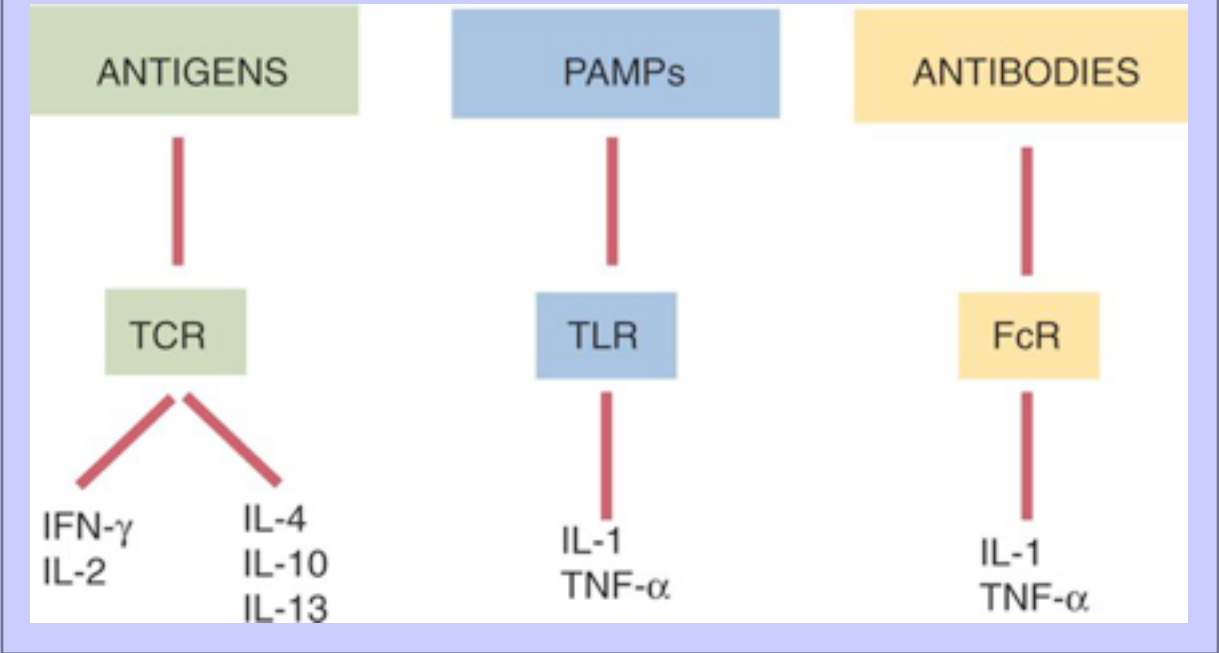 ANTIGENS
PAMPs
ANTIBODIES
TCR
TLR
FcR
IFN-γ
IL-2
IL-4
IL-10
IL-13
IL-1
TNF-α
IL-1
TNF-α